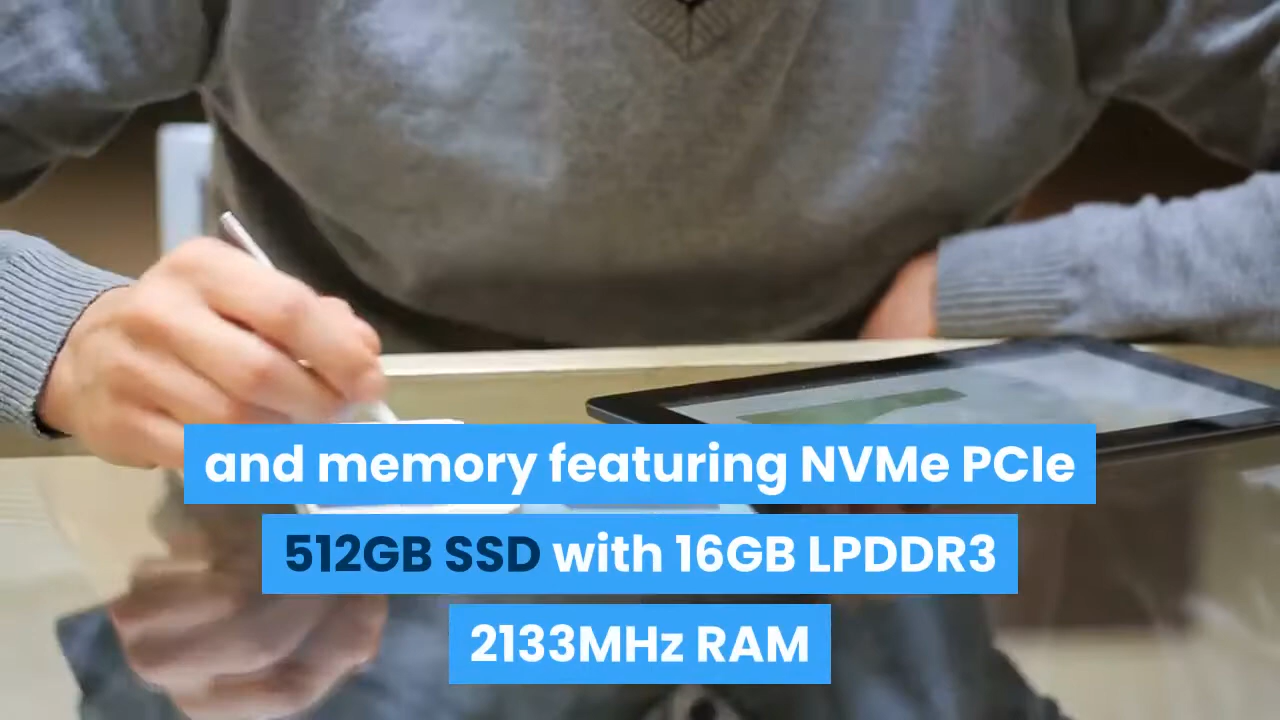 and memory featuring NVMe PCIe
512GB SSD with 16GB LPDDR3
2133MHz RAM